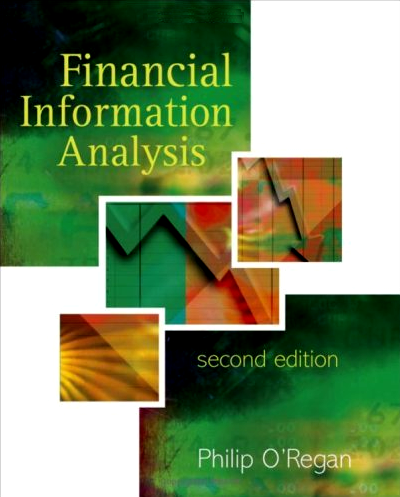 Financial
Information
Analysis
second edition
Philip O'Regan